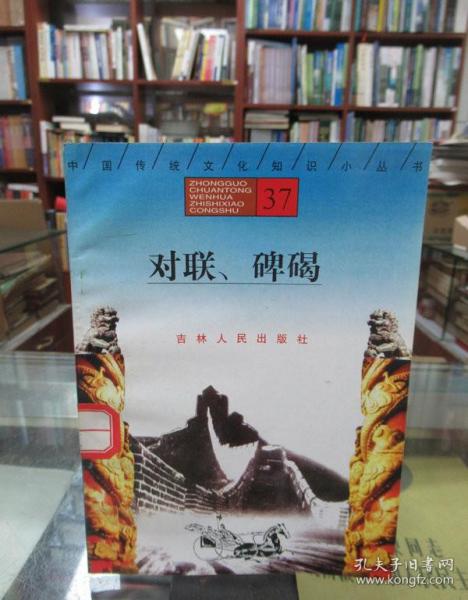 中/国/传/统/文/化/知/识/小/丛/书
ZHONGGUO
CHUANTONG
WENHUA
ZHISHIXIAO
CONGSHU
37
对联、碑碣
吉林人民出版社
孔夫子旧书网
www.kongfz.com